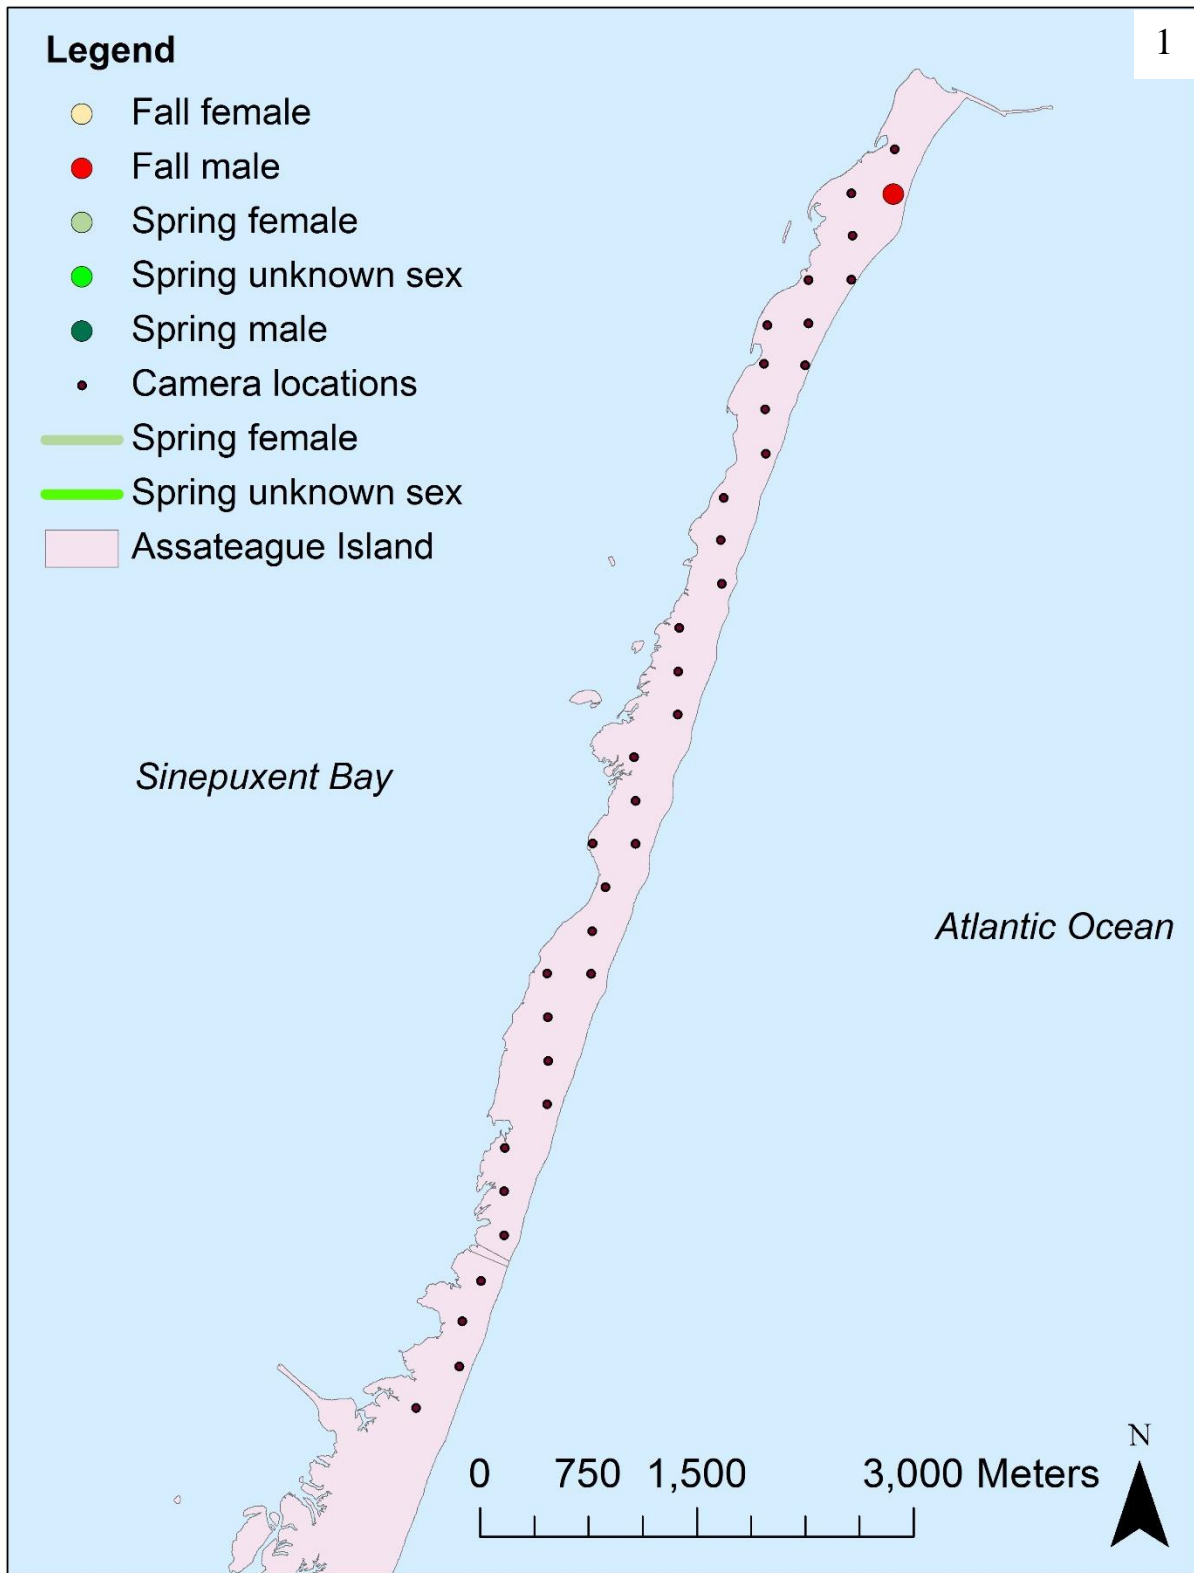 1
Legend
Fall female
Fall male
Spring female
Spring unknown sex
Spring male
Camera locations
Spring female
Spring unknown sex
Assateague Island
Sinepuxent Bay
Atlantic Ocean
N
0 750 1,500 3,000 Meters